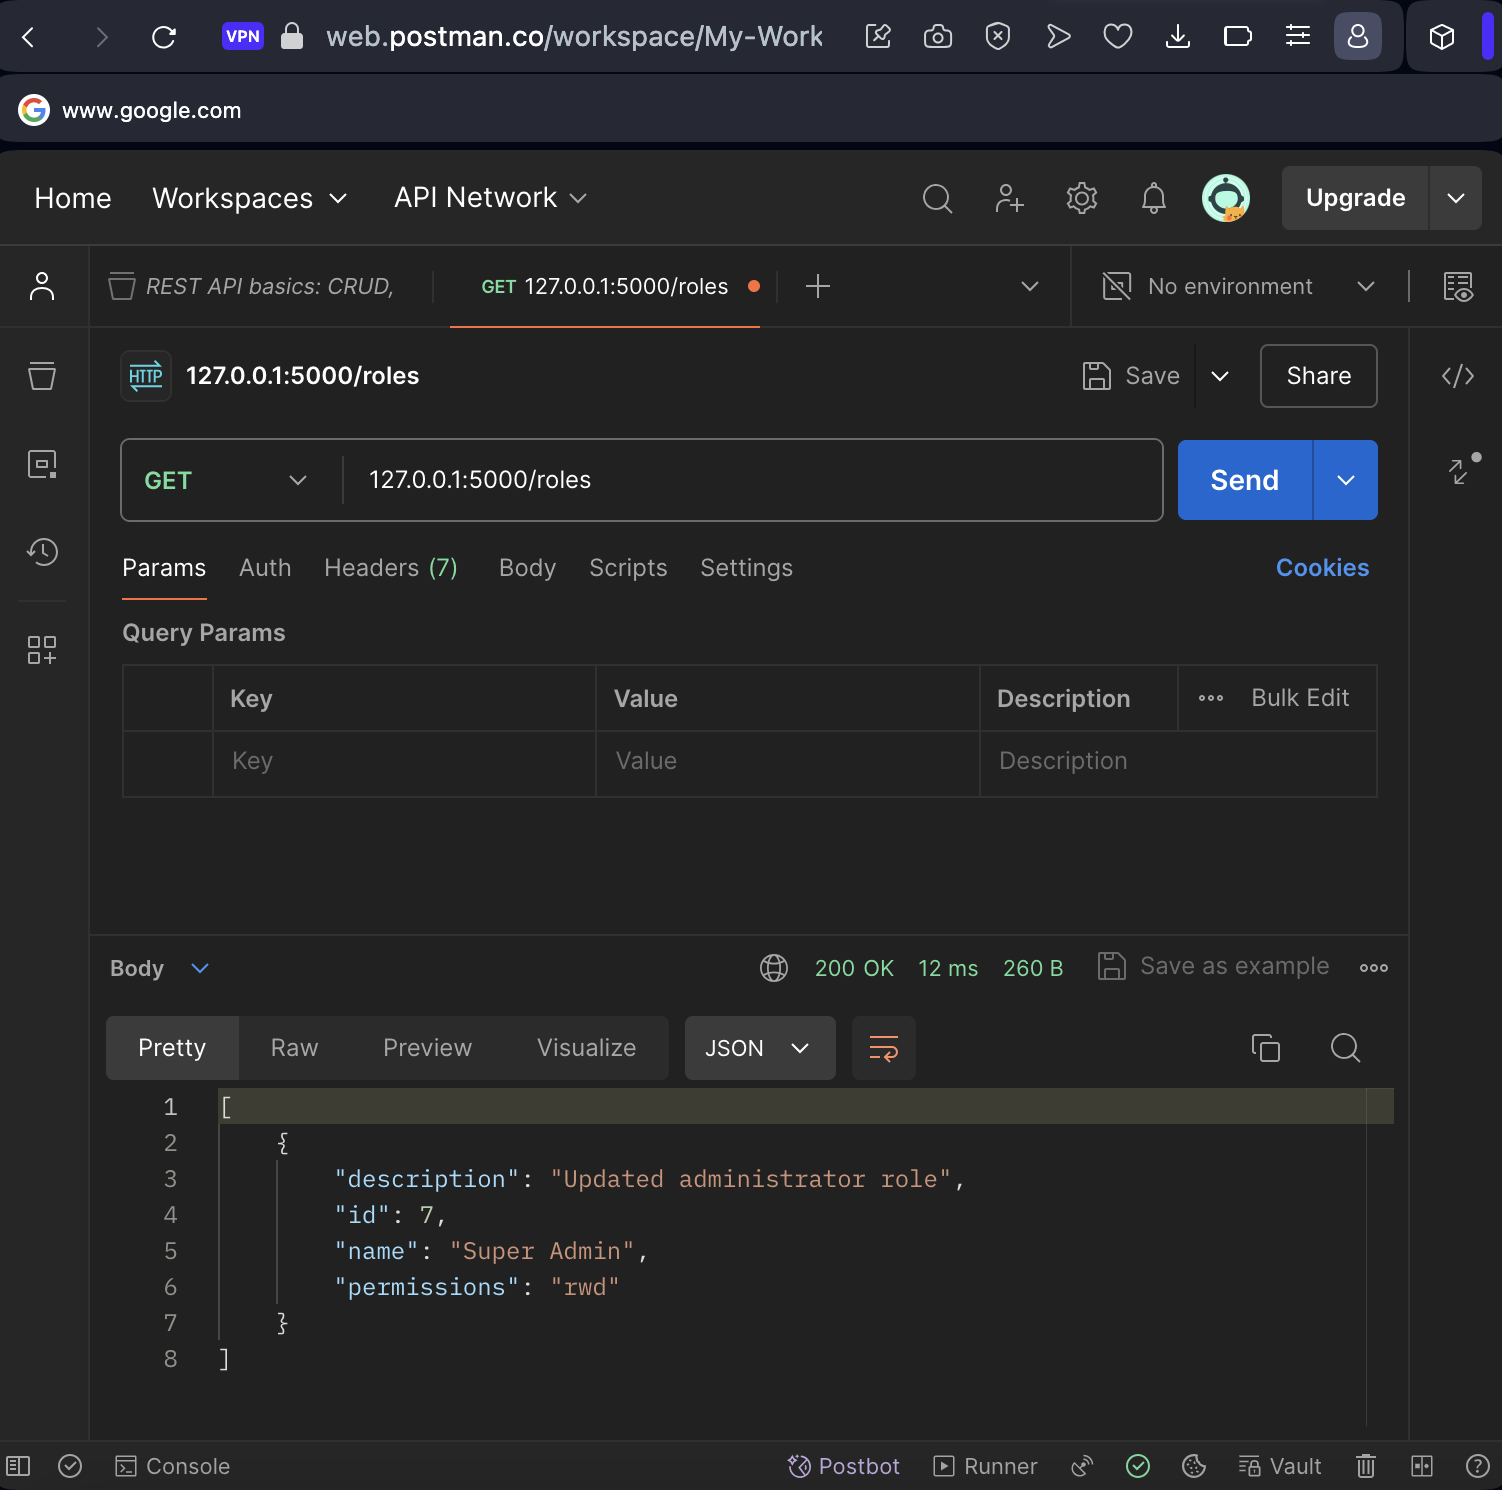 VPN web.postman.co/workspace/My-Work
www.google.com
Home Workspaces API Network Upgrade
REST API basics: CRUD, GET 127.0.0.1:5000/roles No environment
HTTP 127.0.0.1:5000/roles Save Share
GET 127.0.0.1:5000/roles Send
Params Auth Headers (7) Body Scripts Settings Cookies
Query Params
Key Value Description Bulk Edit
Key Value Description
Body 200 OK 12 ms 260 B Save as example
Pretty Raw Preview Visualize JSON
1 [
2 {
3 "description": "Updated administrator role",
4 "id": 7,
5 "name": "Super Admin",
6 "permissions": "rwd"
7 }
8 ]
Console Postbot Runner Vault